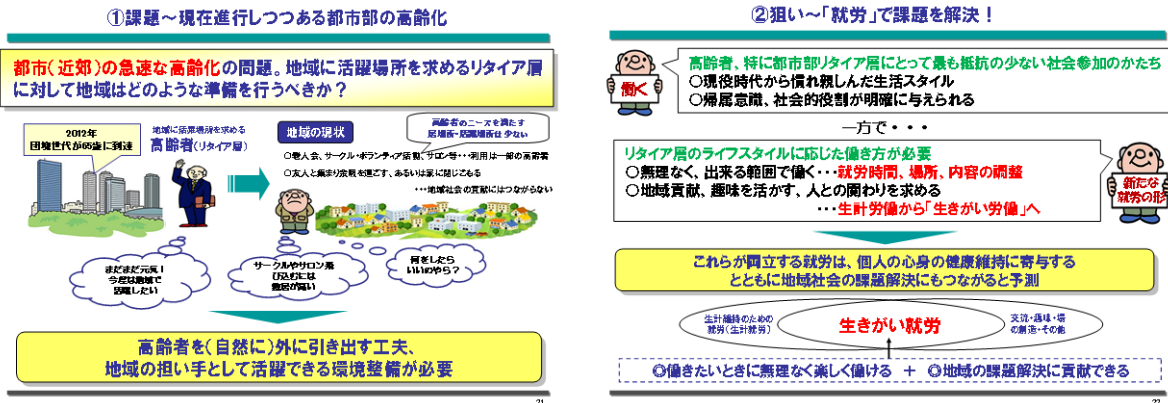 ①課題~現在進行しつつある都市部の高齢化
都市(近郊)の急速な高齢化の問題。地域に活躍場所を求めるリタイア層
に対して地域はどのような準備を行うべきか?
2012年
団塊世代が65歳に到達
地域に活躍場所を求める
高齢者(リタイア層)
地域の現状
高齢者のニーズを満たす
居場所・活躍場所は少ない
○老人会、サークル・ボランティア活動、サロン等・・・利用は一部の高齢者
○友人と集まり余暇を過ごす、あるいは家に閉じこもる
・・・地域社会の貢献にはつながらない
まだまだ元気!
今度は地域で
活躍したい
サークルやサロン飛
び込むには
敷居が高い
何をしたら
いいのやら?
高齢者を(自然に)外に引き出す工夫、
地域の担い手として活躍できる環境整備が必要
21
②狙い~「就労」で課題を解決!
働く
高齢者、特に都市部リタイア層にとって最も抵抗の少ない社会参加のかたち
○現役時代から慣れ親しんだ生活スタイル
○帰属意識、社会的役割が明確に与えられる
一方で・・・
リタイア層のライフスタイルに応じた働き方が必要
○無理なく、出来る範囲で働く・・・就労時間、場所、内容の調整
○地域貢献、趣味を活かす、人との関わりを求める
・・・生計労働から「生きがい労働」へ
新たな
就労の形
これらが両立する就労は、個人の心身の健康維持に寄与する
とともに地域社会の課題解決にもつながると予測
生計維持のための
就労(生計就労)
生きがい就労
交流・趣味・場
の創造・その他
◎働きたいときに無理なく楽しく働ける + ◎地域の課題解決に貢献できる
22